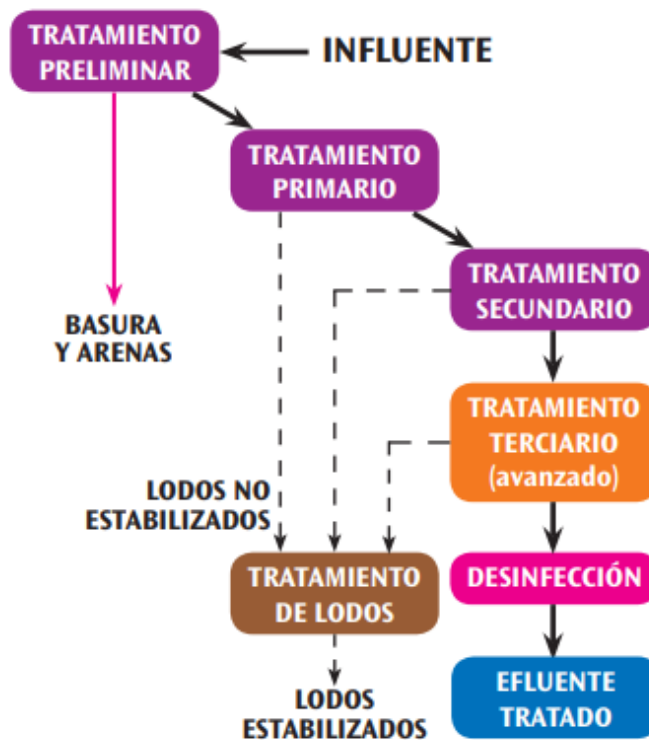 TRATAMIENTO
PRELIMINAR
INFLUENTE
TRATAMIENTO
PRIMARIO
TRATAMIENTO
SECUNDARIO
BASURA
Y ARENAS
TRATAMIENTO
TERCIARIO
(avanzado)
LODOS NO
ESTABILIZADOS
TRATAMIENTO
DE LODOS
DESINFECCIÓN
LODOS
ESTABILIZADOS
EFLUENTE
TRATADO